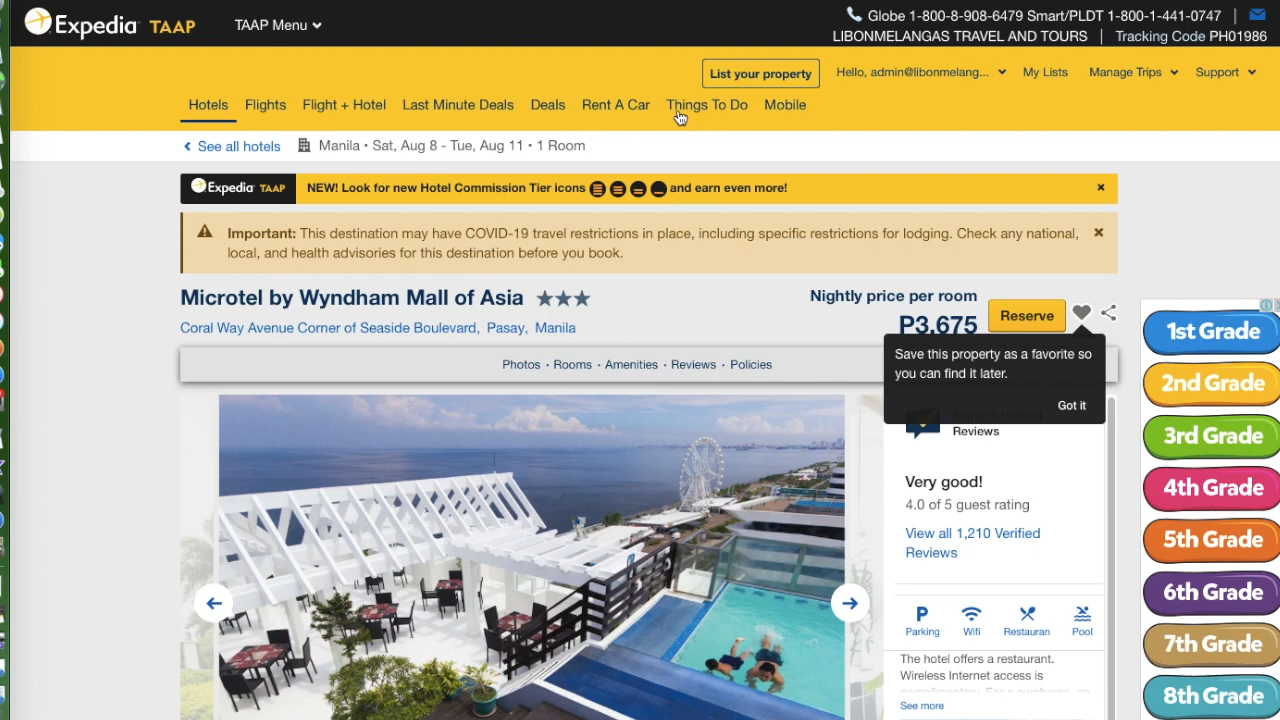 Expedia TAAP
TAAP Menu
Globe 1-800-8-908-6479 Smart/PLDT 1-800-1-441-0747 |
LIBONMELANGAS TRAVEL AND TOURS | Tracking Code PH01986
List your property
Hello, admin@libonmelang...
My Lists
Manage Trips
Support
Hotels
Flights
Flight + Hotel
Last Minute Deals
Deals
Rent A Car
Things To Do
Mobile
See all hotels
Manila • Sat, Aug 8 - Tue, Aug 11 • 1 Room
Expedia TAAP
NEW! Look for new Hotel Commission Tier icons and earn even more!
Important: This destination may have COVID-19 travel restrictions in place, including specific restrictions for lodging. Check any national,
local, and health advisories for this destination before you book.
Microtel by Wyndham Mall of Asia
Coral Way Avenue Corner of Seaside Boulevard, Pasay, Manila
Nightly price per room
P3,675
Reserve
Save this property as a favorite so
you can find it later.
Got it
Photos · Rooms · Amenities · Reviews · Policies
Reviews
Very good!
4.0 of 5 guest rating
View all 1,210 Verified
Reviews
P
Parking
Wifi
Restauran
Pool
The hotel offers a restaurant.
Wireless Internet access is
See more
1st Grade
2nd Grade
3rd Grade
4th Grade
5th Grade
6th Grade
7th Grade
8th Grade